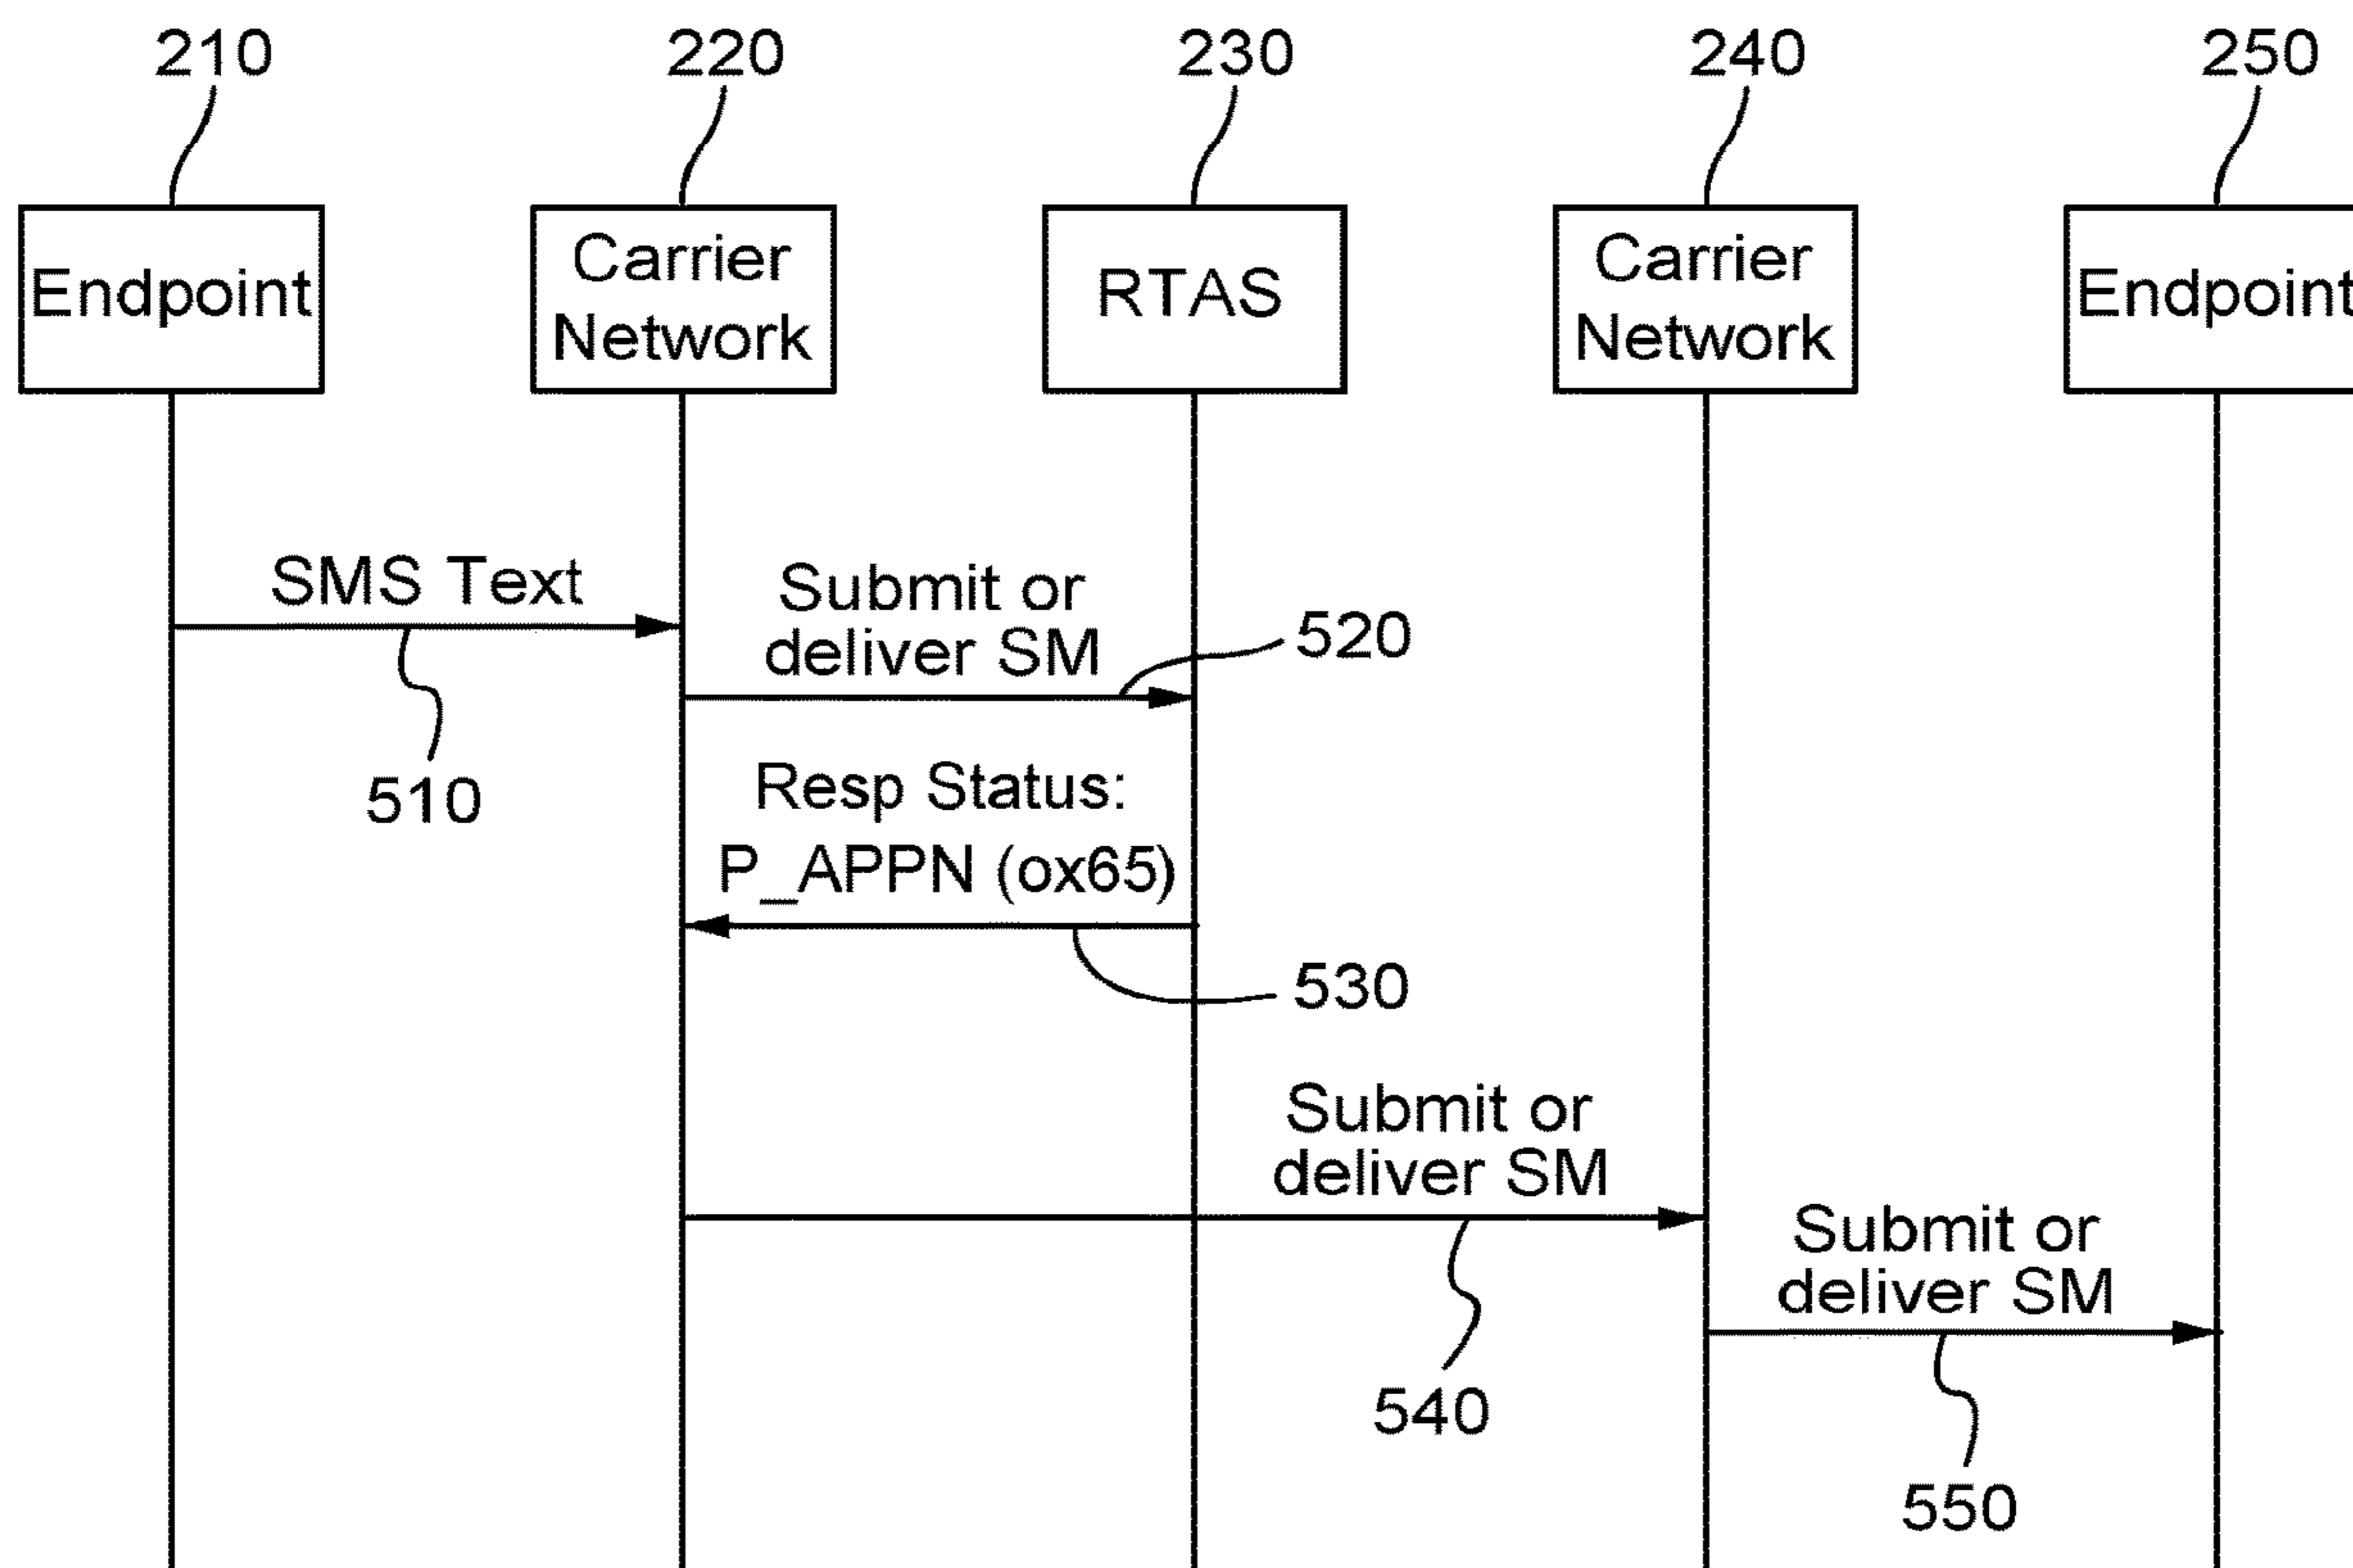 210
220
230
240
250
Endpoint
Carrier
Network
RTAS
Carrier
Network
Endpoint
SMS Text
510
Submit or
deliver SM
520
Resp Status:
P_APPN (ox65)
530
Submit or
deliver SM
540
Submit or
deliver SM
550